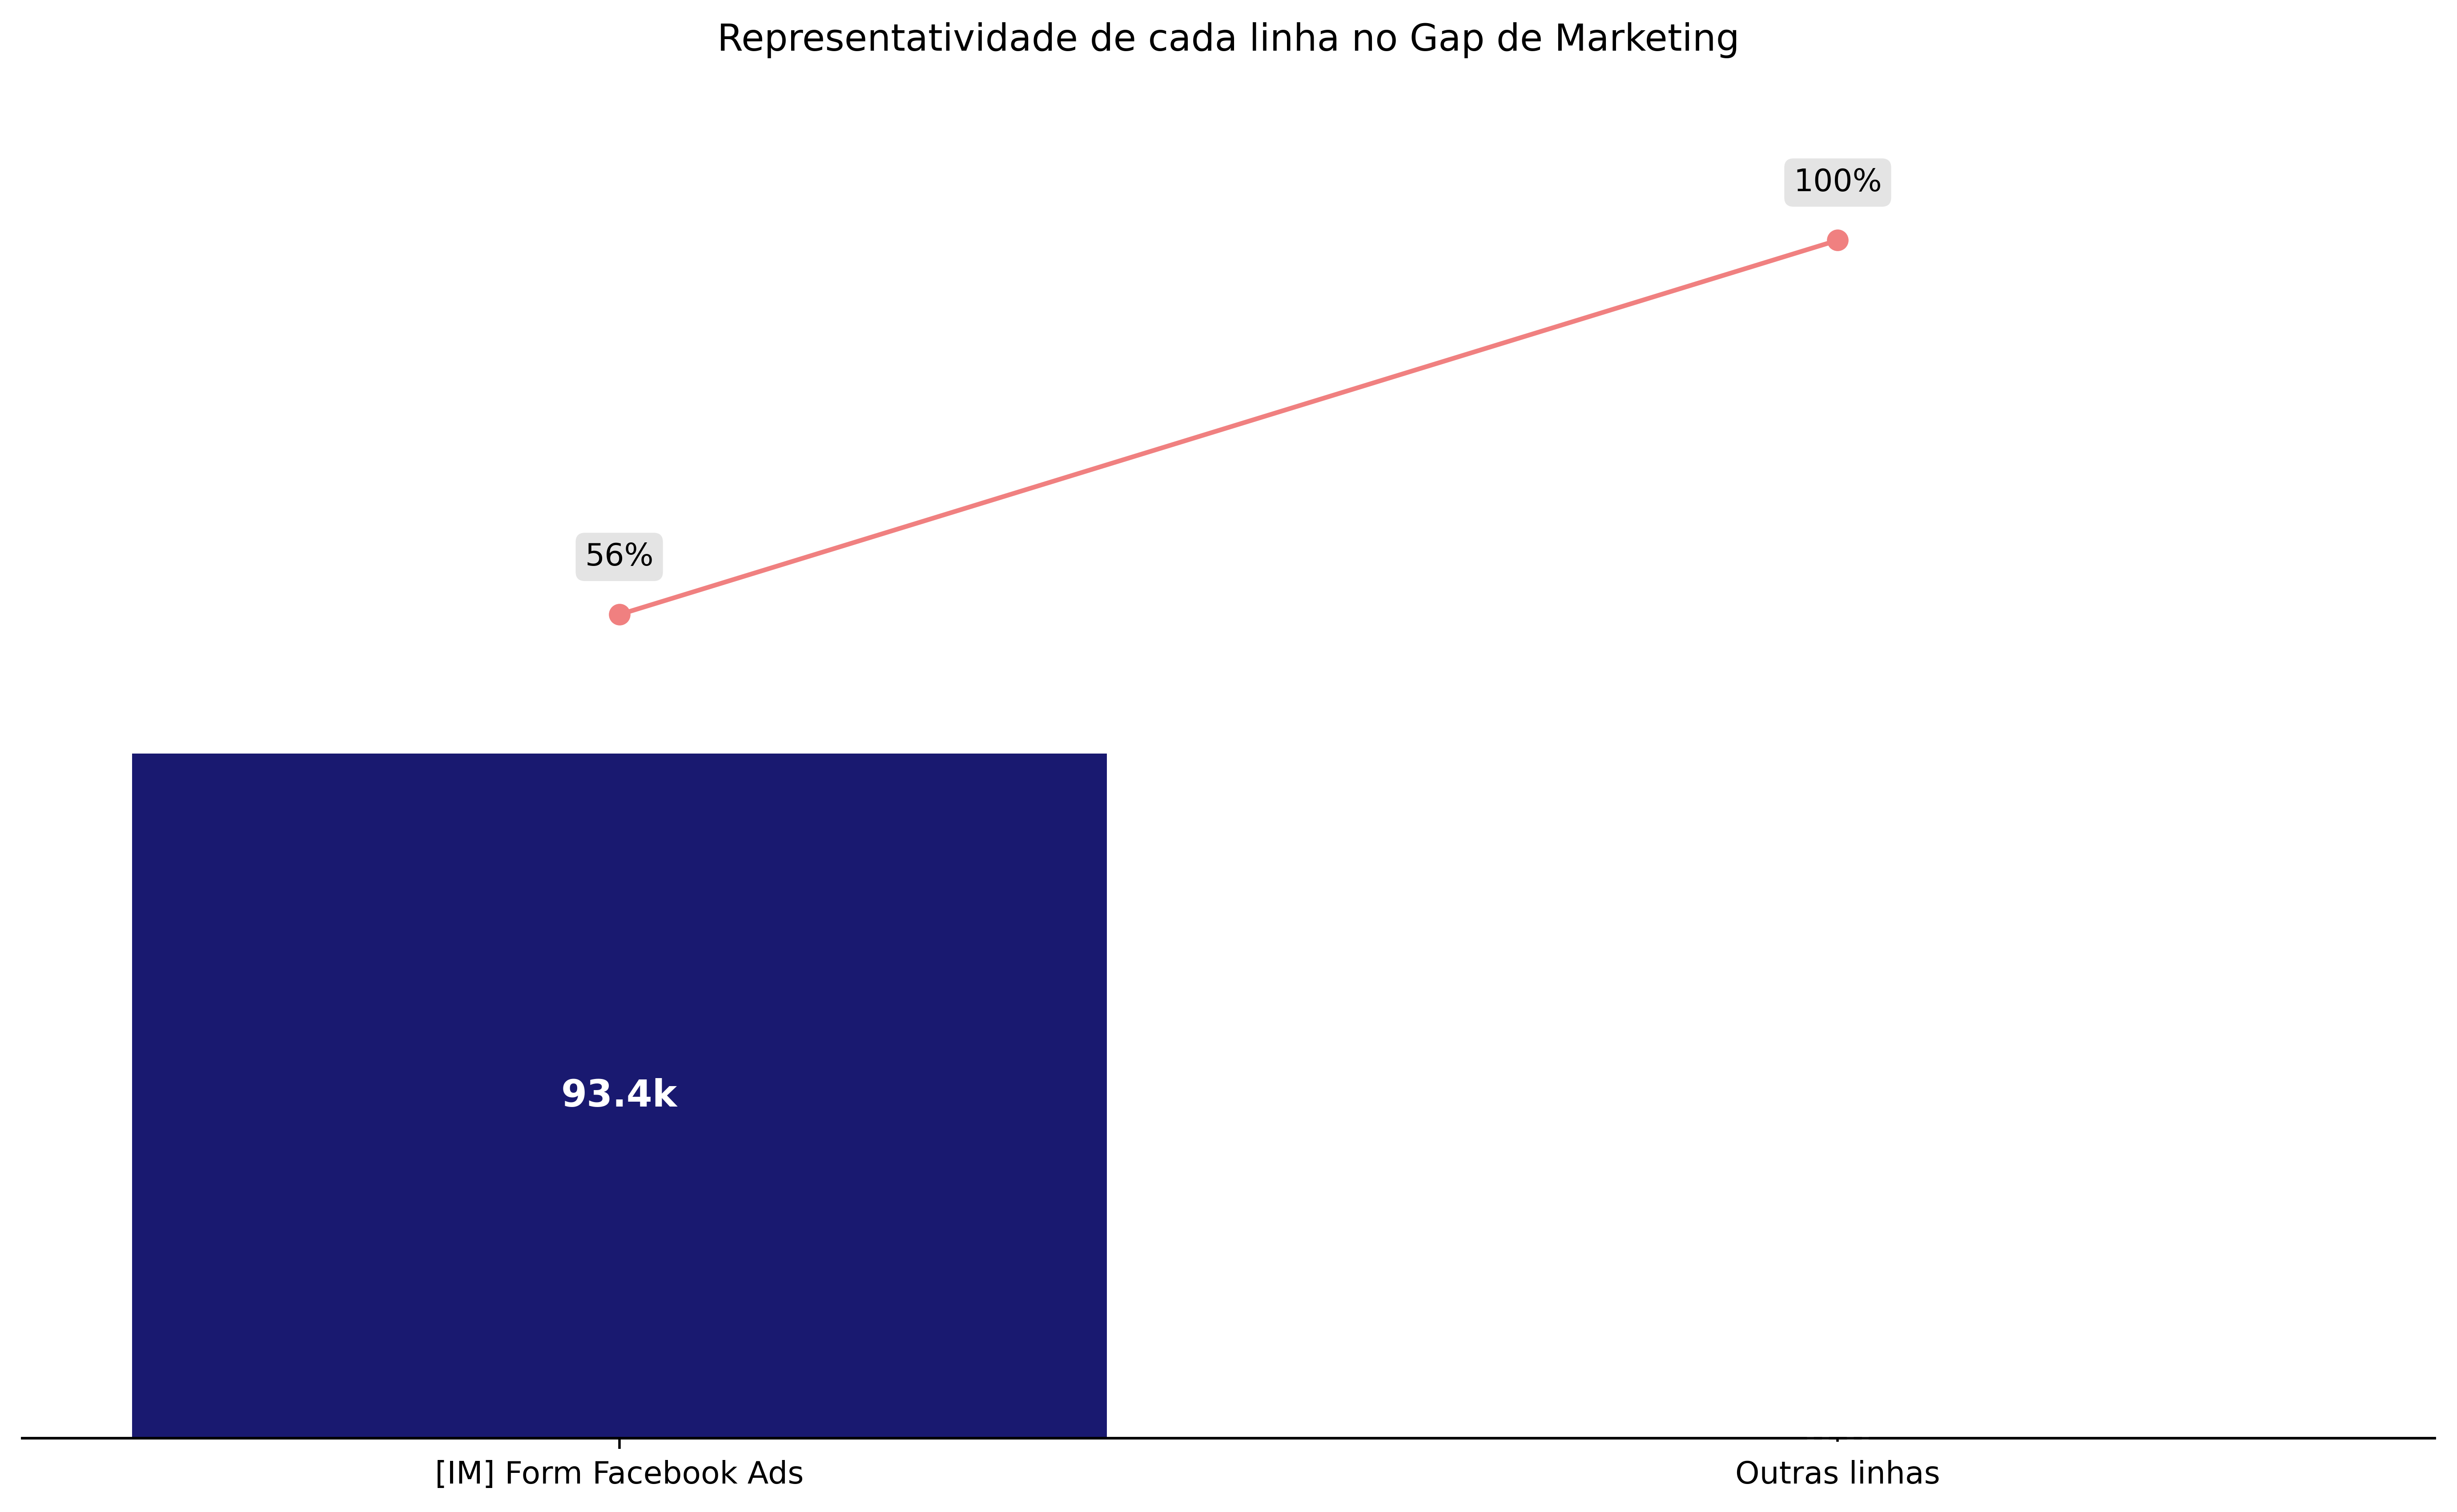 Representatividade de cada linha no Gap de Marketing
100%
56%
93.4k
[IM] Form Facebook Ads
Outras linhas